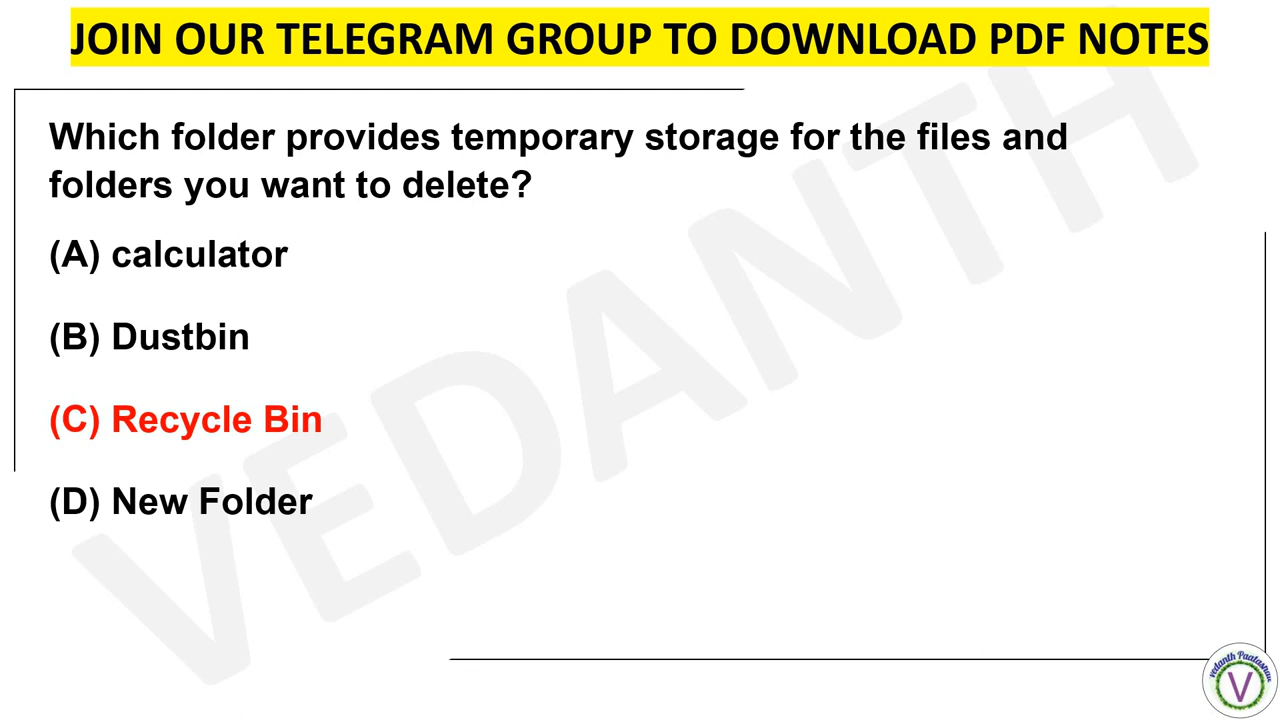 JOIN OUR TELEGRAM GROUP TO DOWNLOAD PDF NOTES
Which folder provides temporary storage for the files and
folders you want to delete?
(A) calculator
(B) Dustbin
(C) Recycle Bin
(D) New Folder
VEDANTH
V